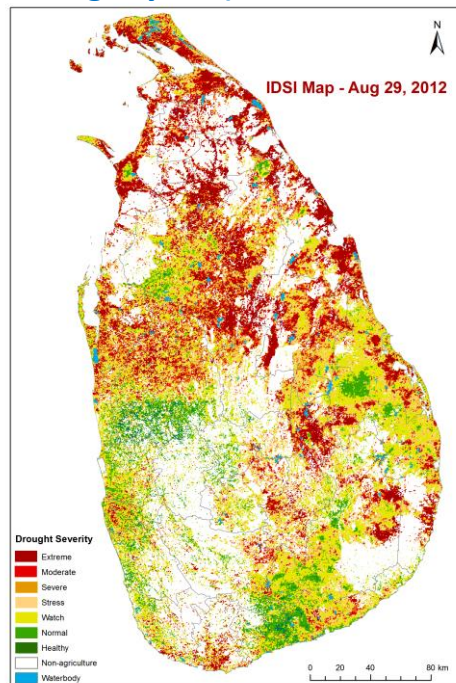 N
IDSI Map - Aug 29, 2012
Drought Severity
Extreme
Moderate
Severe
Stress
Watch
Normal
Healthy
Non-agriculture
Waterbody
0 20 40 80 km